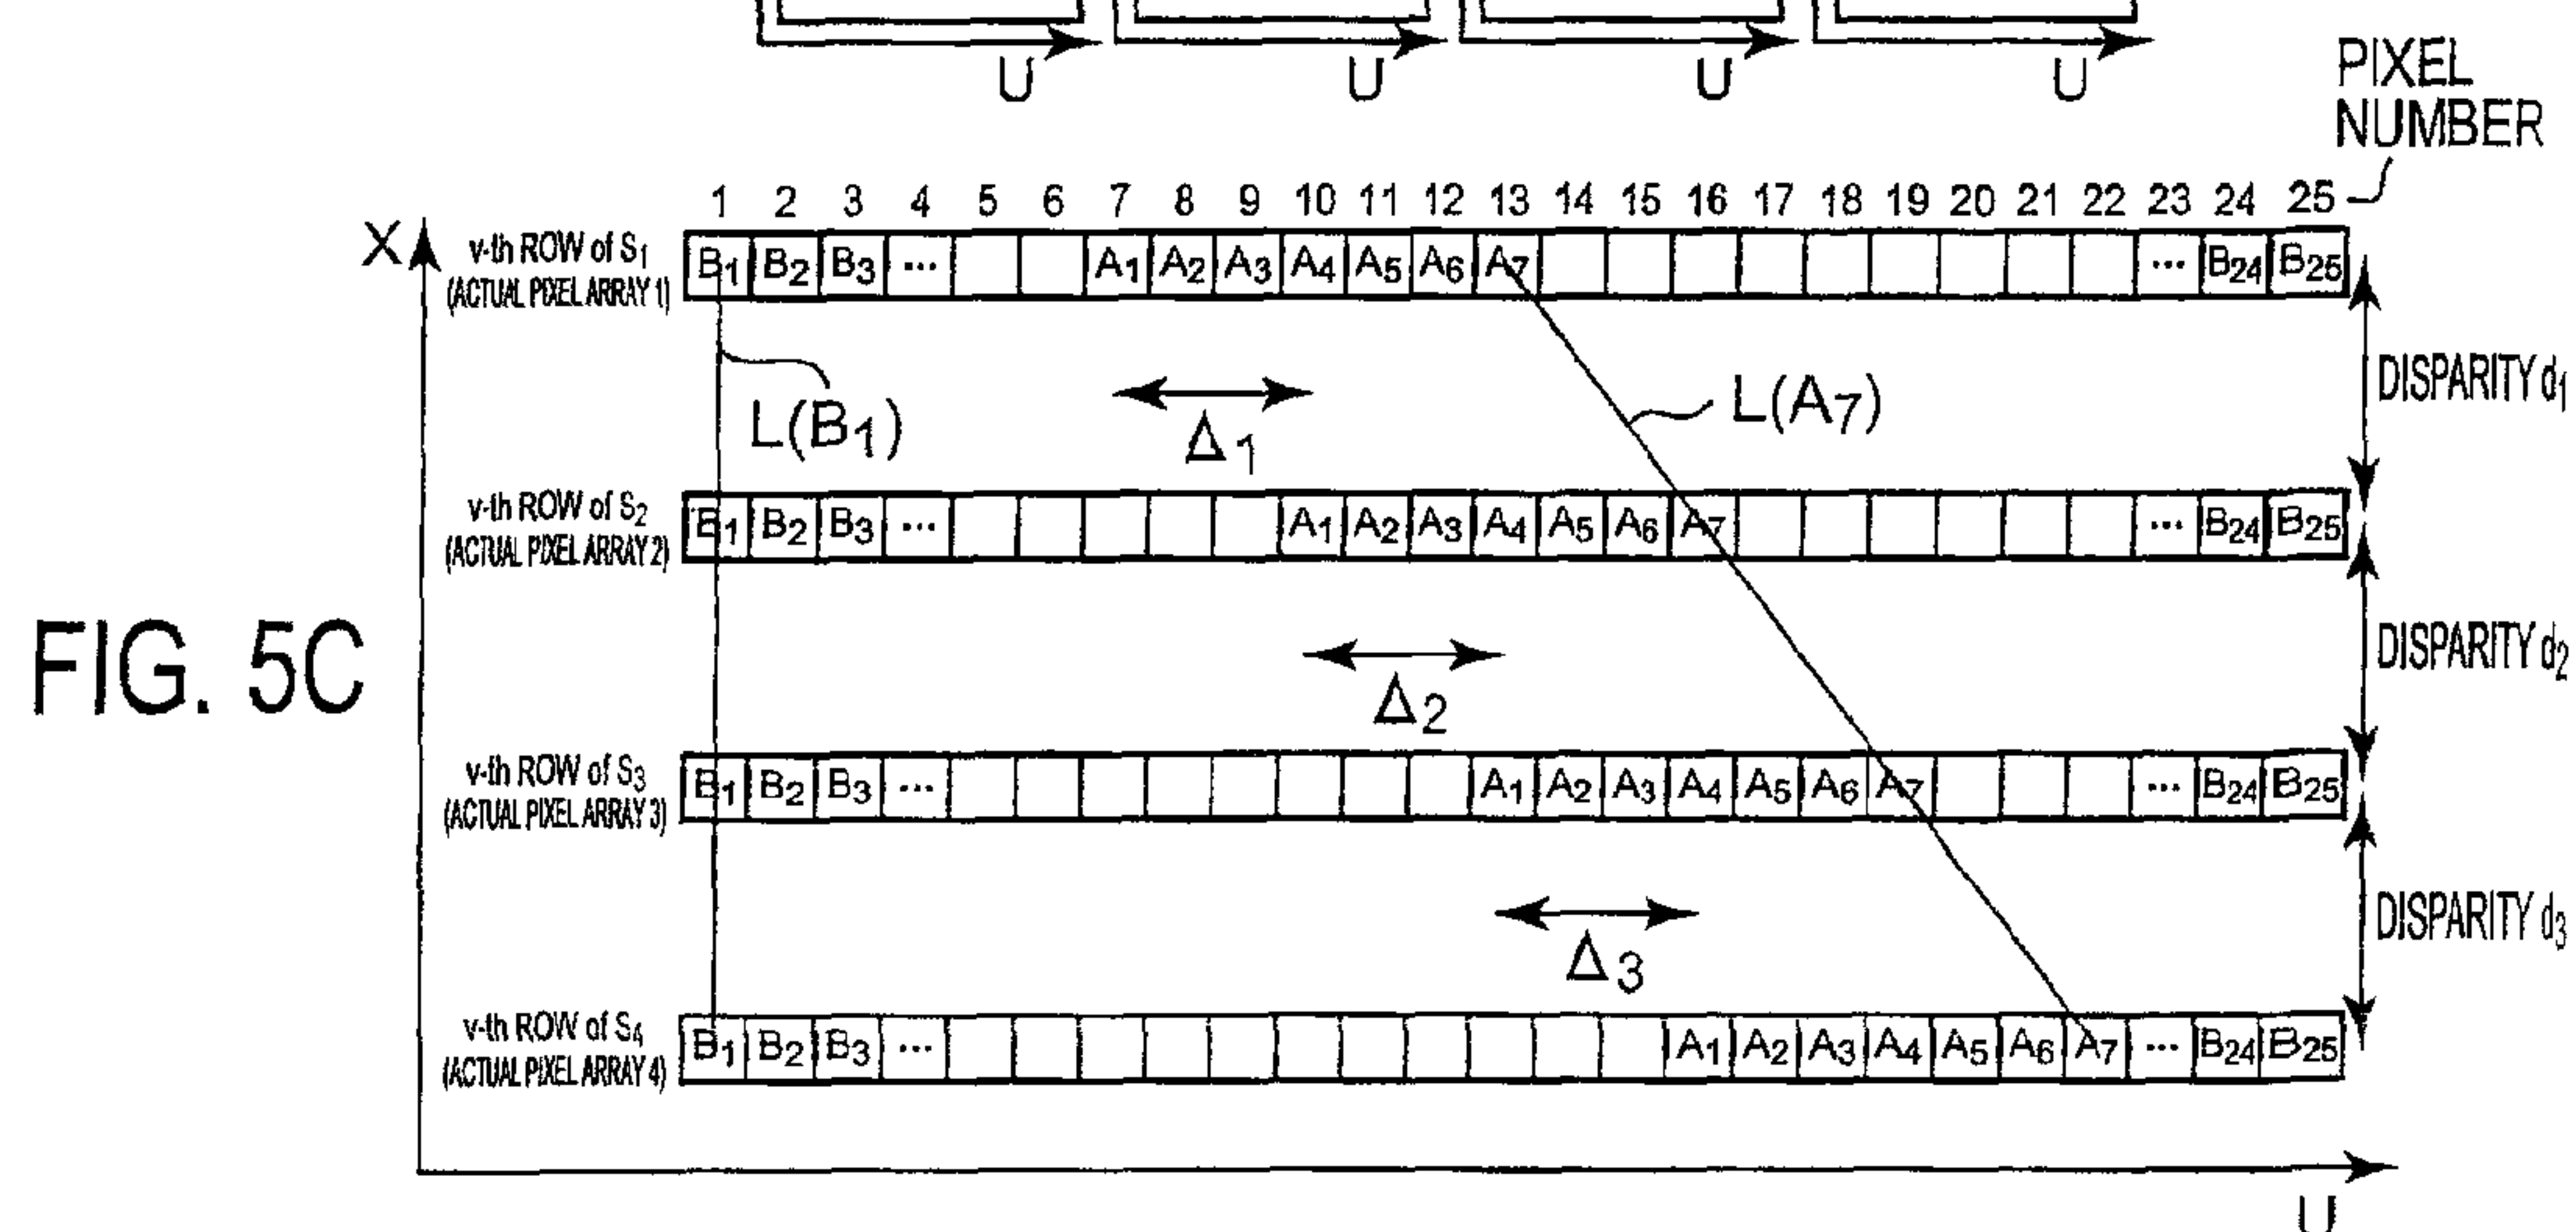 U U U U
PIXEL
NUMBER
1 2 3 4 5 6 7 8 9 10 11 12 13 14 15 16 17 18 19 20 21 22 23 24 25
X
v-th ROW of S1
(ACTUAL PIXEL ARRAY 1)
B1 B2 B3 ... A1 A2 A3 A4 A5 A6 A7 ... B24 B25
DISPARITY d1
L(B1)
Δ1
L(A7)
v-th ROW of S2
(ACTUAL PIXEL ARRAY 2)
B1 B2 B3 ... A1 A2 A3 A4 A5 A6 A7 ... B24 B25
FIG. 5C
Δ2
DISPARITY d2
v-th ROW of S3
(ACTUAL PIXEL ARRAY 3)
B1 B2 B3 ... A1 A2 A3 A4 A5 A6 A7 ... B24 B25
Δ3
DISPARITY d3
v-th ROW of S4
(ACTUAL PIXEL ARRAY 4)
B1 B2 B3 ... A1 A2 A3 A4 A5 A6 A7 ... B24 B25
U